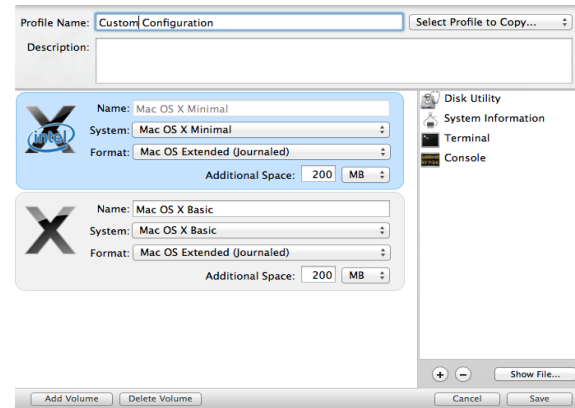 Profile Name: Custom Configuration Select Profile to Copy...
Description:
Name: Mac OS X Minimal
System: Mac OS X Minimal
Format: Mac OS Extended (Journaled)
Additional Space: 200 MB
intel
Name: Mac OS X Basic
System: Mac OS X Basic
Format: Mac OS Extended (Journaled)
Additional Space: 200 MB
Disk Utility
System Information
Terminal
Console
Show File...
Add Volume Delete Volume Cancel Save